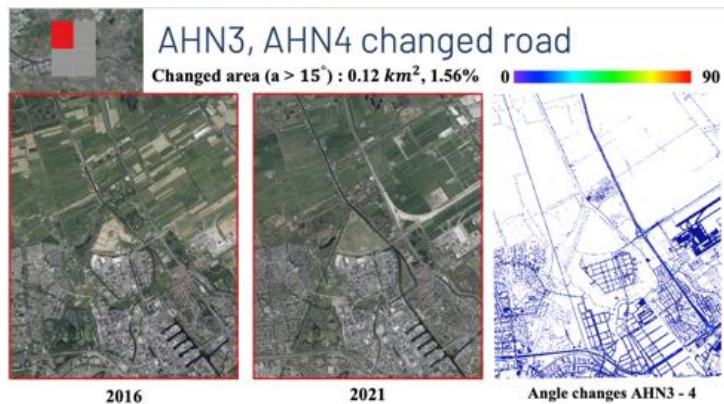 AHN3, AHN4 changed road
Changed area (a > 15°) : 0.12 km², 1.56%
0 90
2016
2021
Angle changes AHN3 - 4